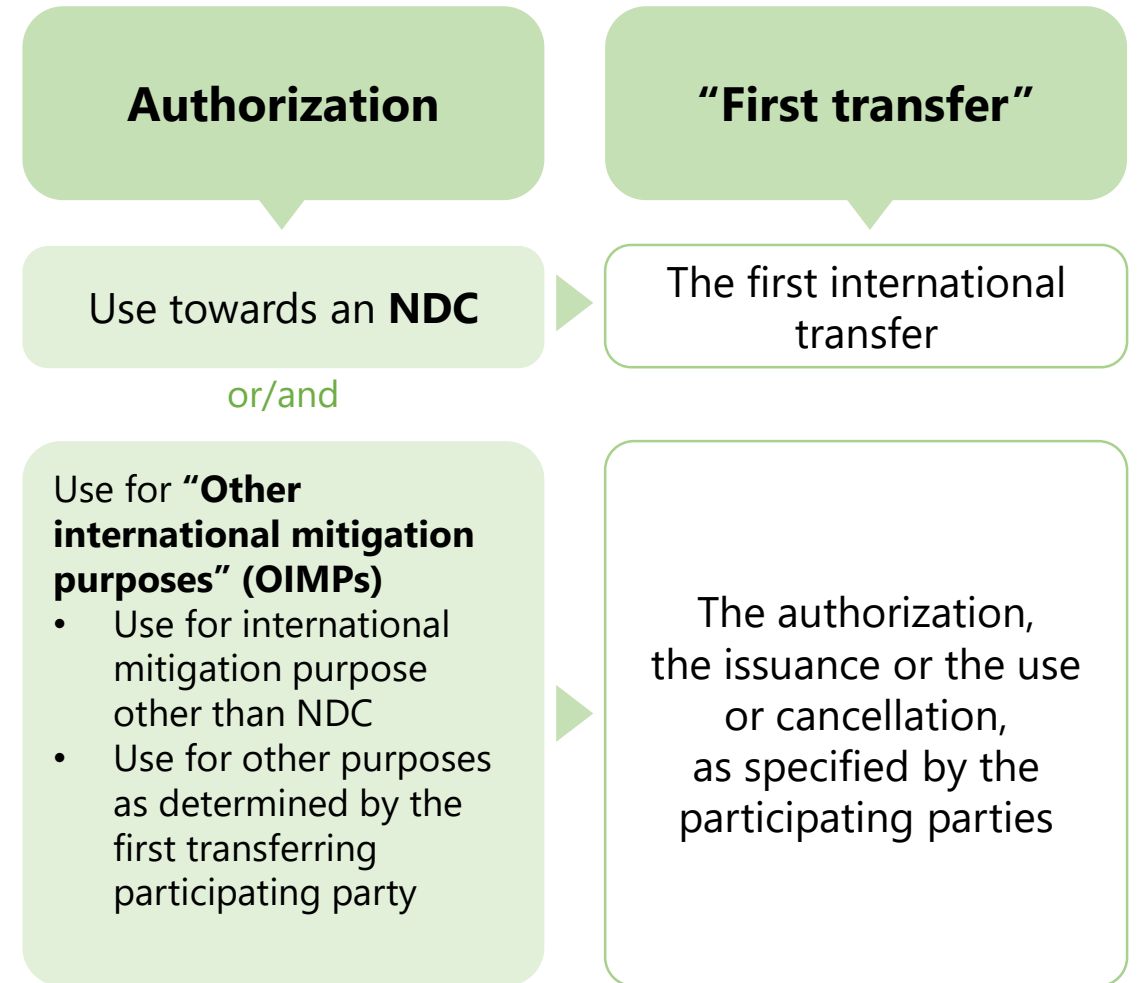 Authorization
“First transfer”
Use towards an NDC
The first international
transfer
or/and
Use for “Other
international mitigation
purposes” (OIMPs)
• Use for international
mitigation purpose
other than NDC
• Use for other purposes
as determined by the
first transferring
participating party
The authorization,
the issuance or the use
or cancellation,
as specified by the
participating parties